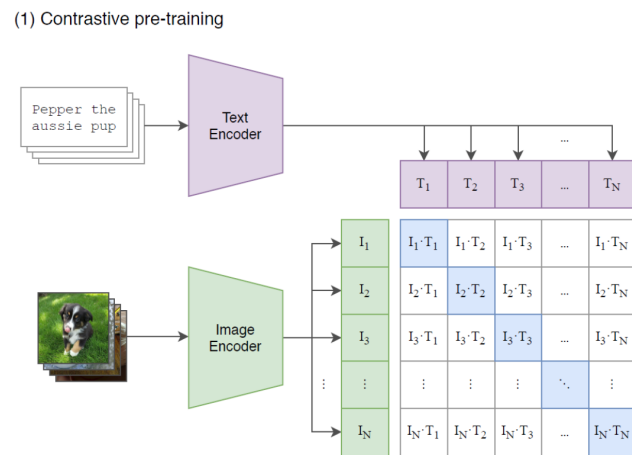 (1) Contrastive pre-training
Pepper the
aussie pup
Text
Encoder
...
T1 T2 T3 ... TN
I1 I1·T1 I1·T2 I1·T3 ... I1·TN
I2 I2·T1 I2·T2 I2·T3 ... I2·TN
Image
Encoder
I3 I3·T1 I3·T2 I3·T3 ... I3·TN
⋮ ⋮ ⋮ ⋮ ⋮ ⋱ ⋮
IN IN·T1 IN·T2 IN·T3 ... IN·TN